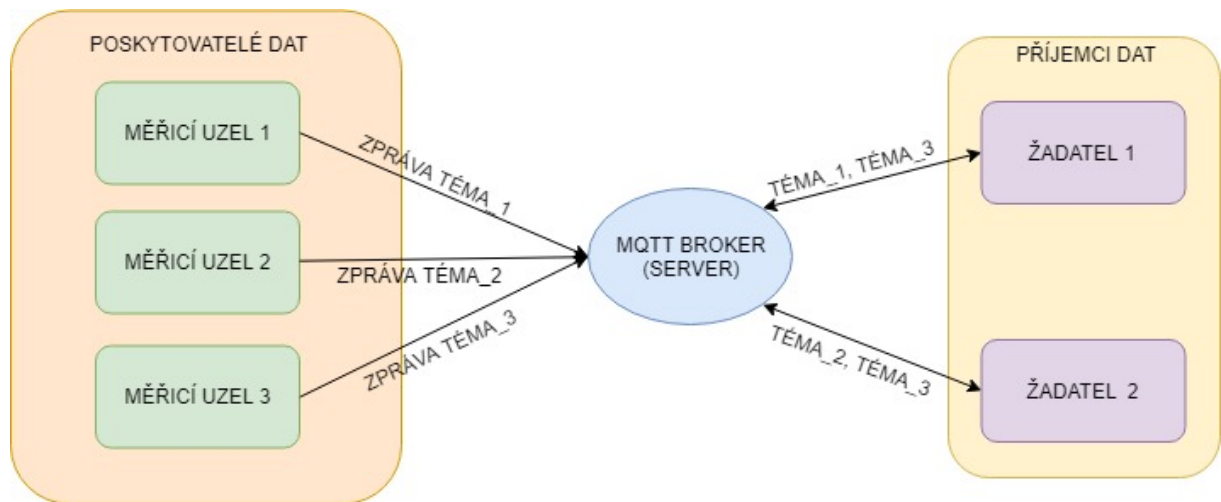 POSKYTOVATELÉ DAT
MĚŘICÍ UZEL 1
MĚŘICÍ UZEL 2
MĚŘICÍ UZEL 3
ZPRÁVA TÉMA_1
ZPRÁVA TÉMA_2
ZPRÁVA TÉMA_3
MQTT BROKER
(SERVER)
TÉMA_1, TÉMA_3
TÉMA_2, TÉMA_3
PŘÍJEMCI DAT
ŽADATEL 1
ŽADATEL 2